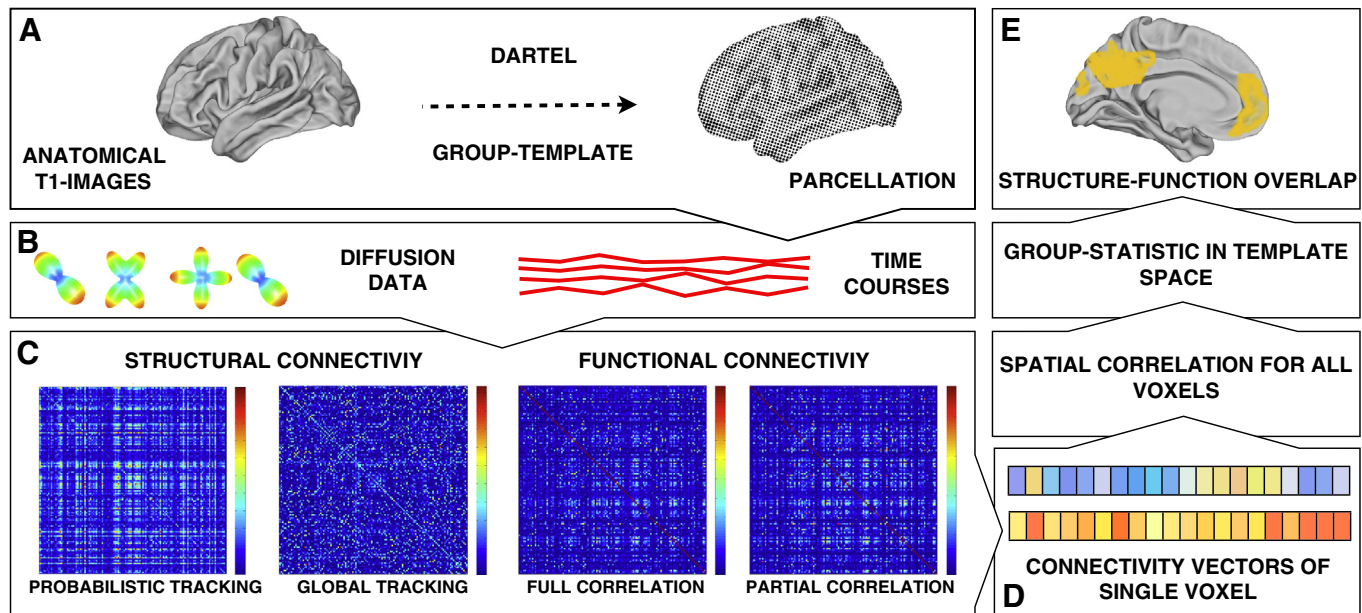 A
DARTEL
GROUP-TEMPLATE
ANATOMICAL
T1-IMAGES
PARCELLATION
B
DIFFUSION
DATA
TIME
COURSES
C
STRUCTURAL CONNECTIVIY
FUNCTIONAL CONNECTIVIY
PROBABILISTIC TRACKING
GLOBAL TRACKING
FULL CORRELATION
PARTIAL CORRELATION
CONNECTIVITY VECTORS OF
SINGLE VOXEL
D
SPATIAL CORRELATION FOR ALL
VOXELS
GROUP-STATISTIC IN TEMPLATE
SPACE
E
STRUCTURE-FUNCTION OVERLAP